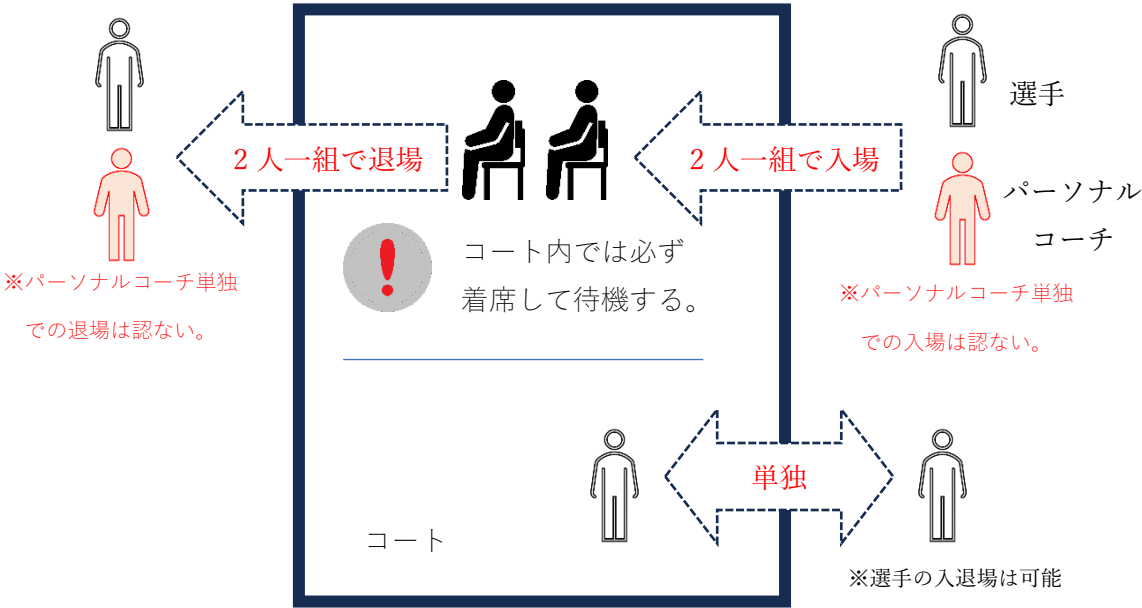 選手
2人一組で退場
2人一組で入場
パーソナル
コーチ
コート内では必ず
着席して待機する。
※パーソナルコーチ単独
での退場は認ない。
※パーソナルコーチ単独
での入場は認ない。
単独
コート
※選手の入退場は可能